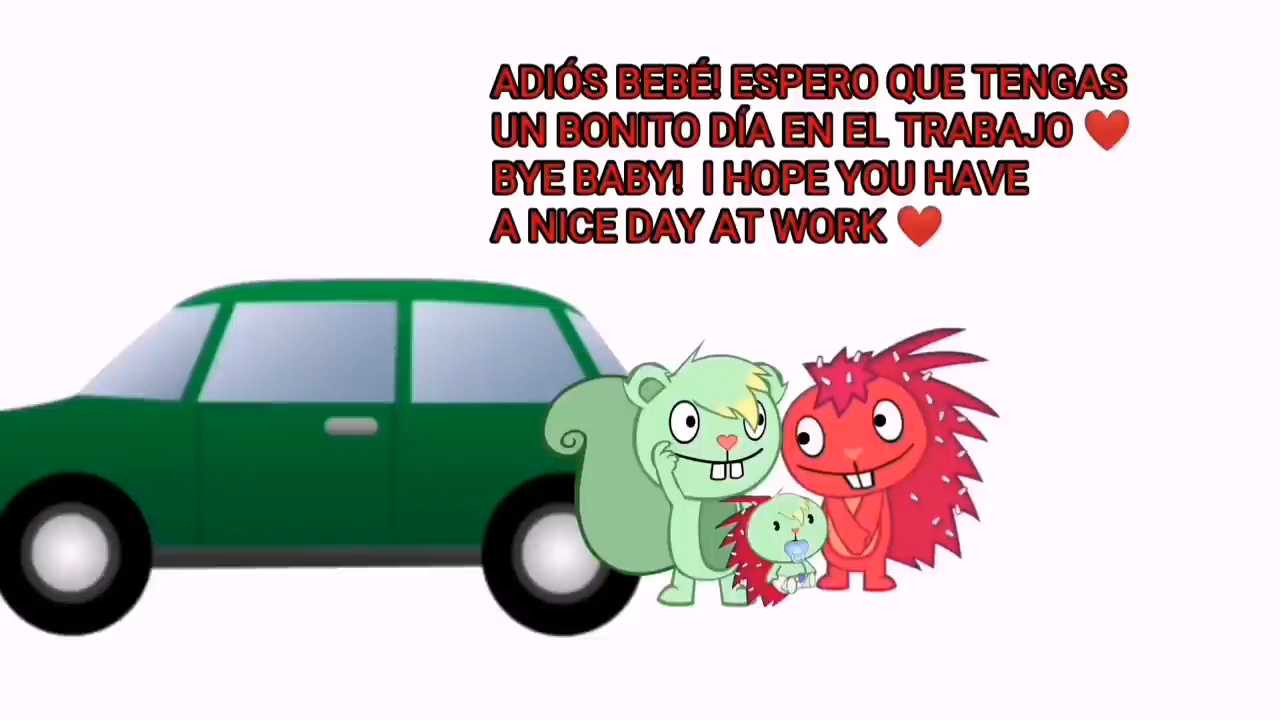 ADIÓS BEBÉ! ESPERO QUE TENGAS
UN BONITO DÍA EN EL TRABAJO ❤️
BYE BABY!  I HOPE YOU HAVE
A NICE DAY AT WORK ❤️